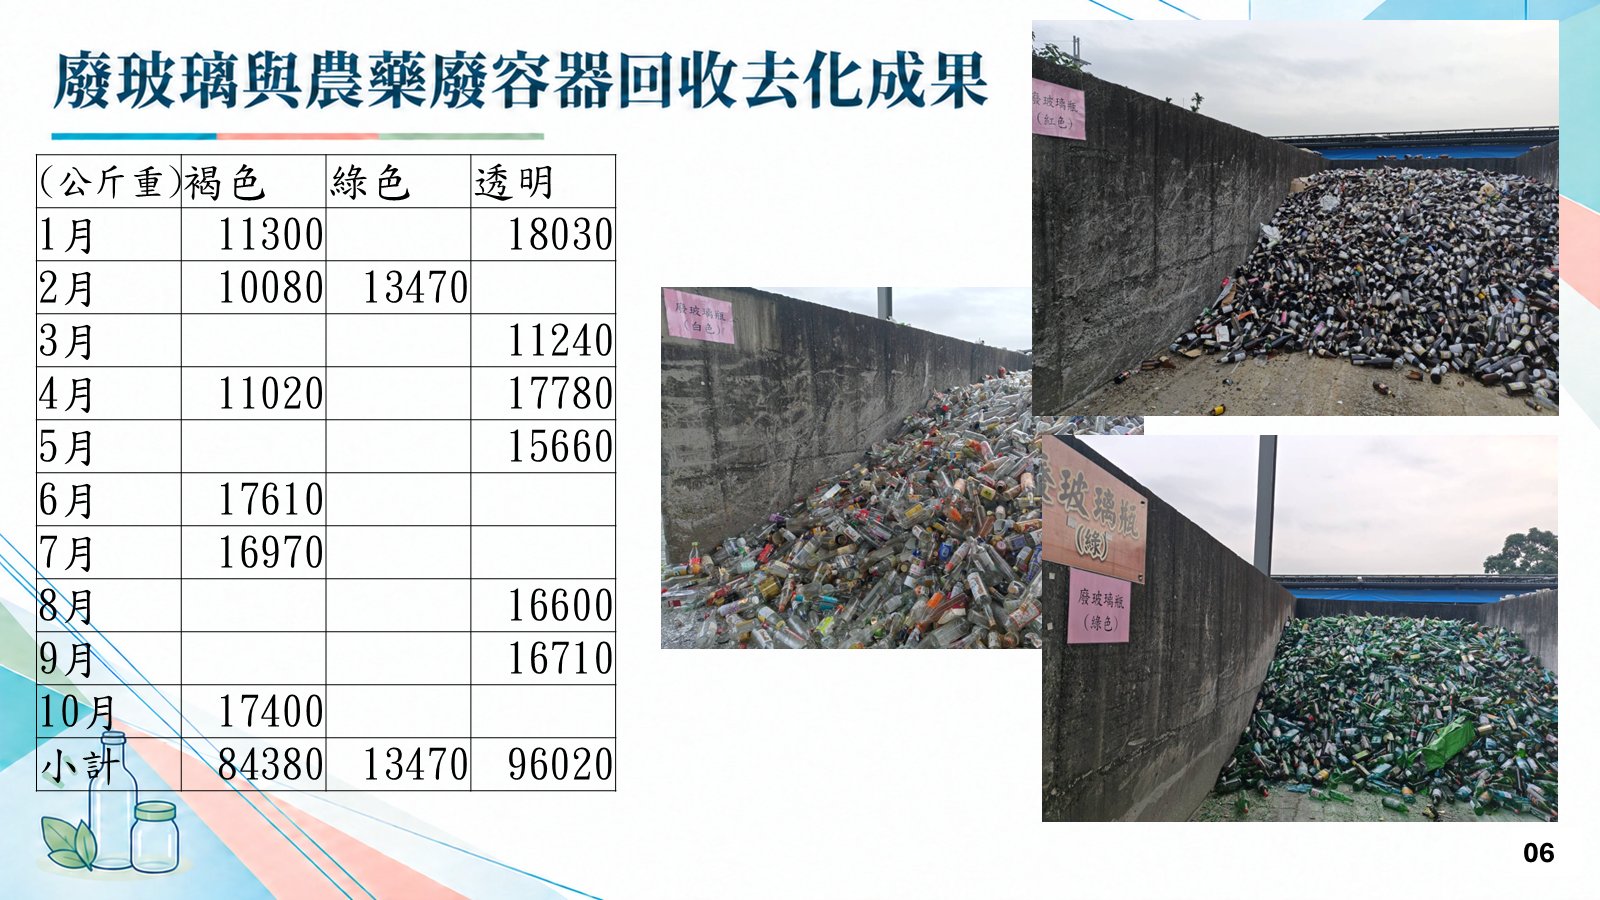 廢玻璃與農藥廢容器回收去化成果
(公斤重) 褐色 綠色 透明
1月 11300 18030
2月 10080 13470
3月 11240
4月 11020 17780
5月 15660
6月 17610
7月 16970
8月 16600
9月 16710
10月 17400
小計 84380 13470 96020
廢玻璃瓶
(白色)
廢玻璃瓶
(紅色)
玻璃瓶
(綠)
廢玻璃瓶
(綠色)
06